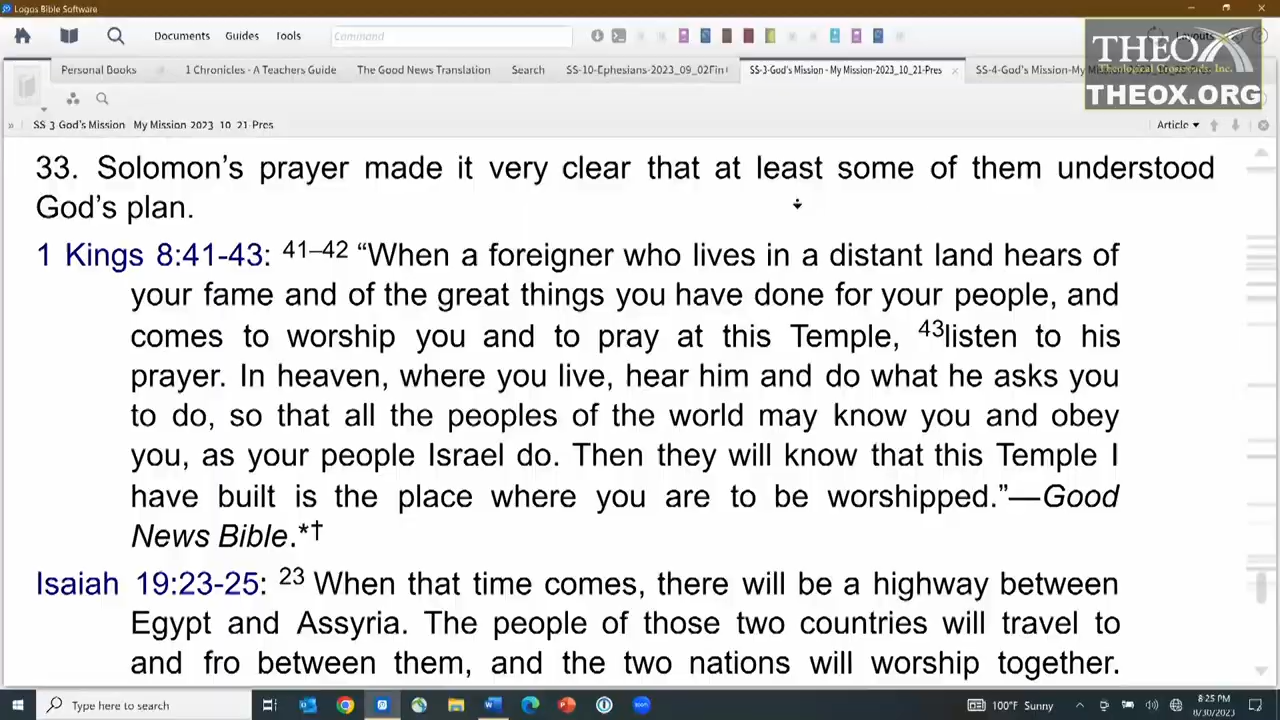 Logos Bible Software
Documents Guides Tools Command
THEOX
Theological Crossroads, Inc.
THEOX.ORG
Personal Books 1 Chronicles - A Teachers Guide The Good News Translation Search SS-10-Ephesians-2023_09_02Fin SS-3-God's Mission - My Mission-2023_10_21-Pres SS-4-God's Mission-My
» SS 3 God's Mission My Mission 2023 10 21-Pres Article
33. Solomon's prayer made it very clear that at least some of them understood
God's plan.
1 Kings 8:41-43: 41–42 “When a foreigner who lives in a distant land hears of
your fame and of the great things you have done for your people, and
comes to worship you and to pray at this Temple, 43listen to his
prayer. In heaven, where you live, hear him and do what he asks you
to do, so that all the peoples of the world may know you and obey
you, as your people Israel do. Then they will know that this Temple I
have built is the place where you are to be worshipped.”—Good
News Bible.*†
Isaiah 19:23-25: 23 When that time comes, there will be a highway between
Egypt and Assyria. The people of those two countries will travel to
and fro between them, and the two nations will worship together.
Type here to search 100°F Sunny 8:25 PM
8/30/2023